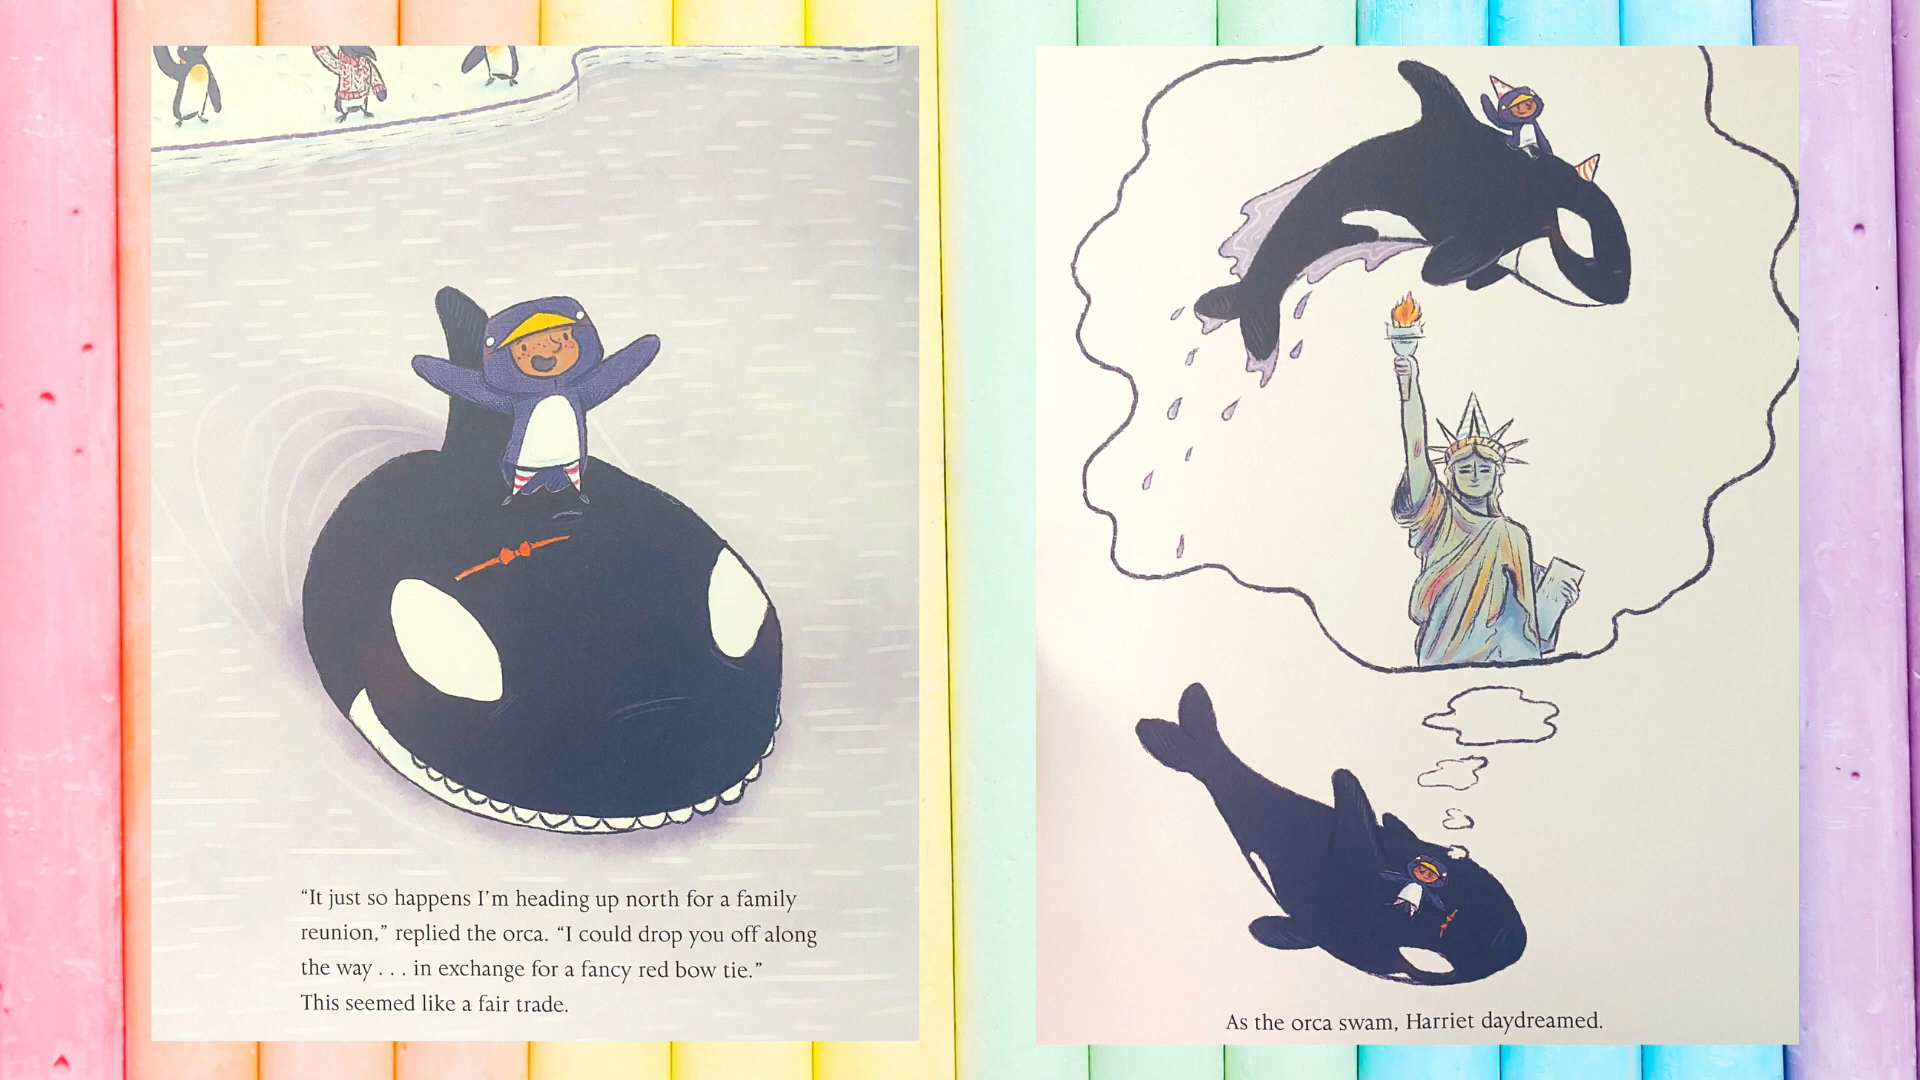 “It just so happens I’m heading up north for a family
reunion,” replied the orca. “I could drop you off along
the way . . . in exchange for a fancy red bow tie.”
This seemed like a fair trade.
As the orca swam, Harriet daydreamed.